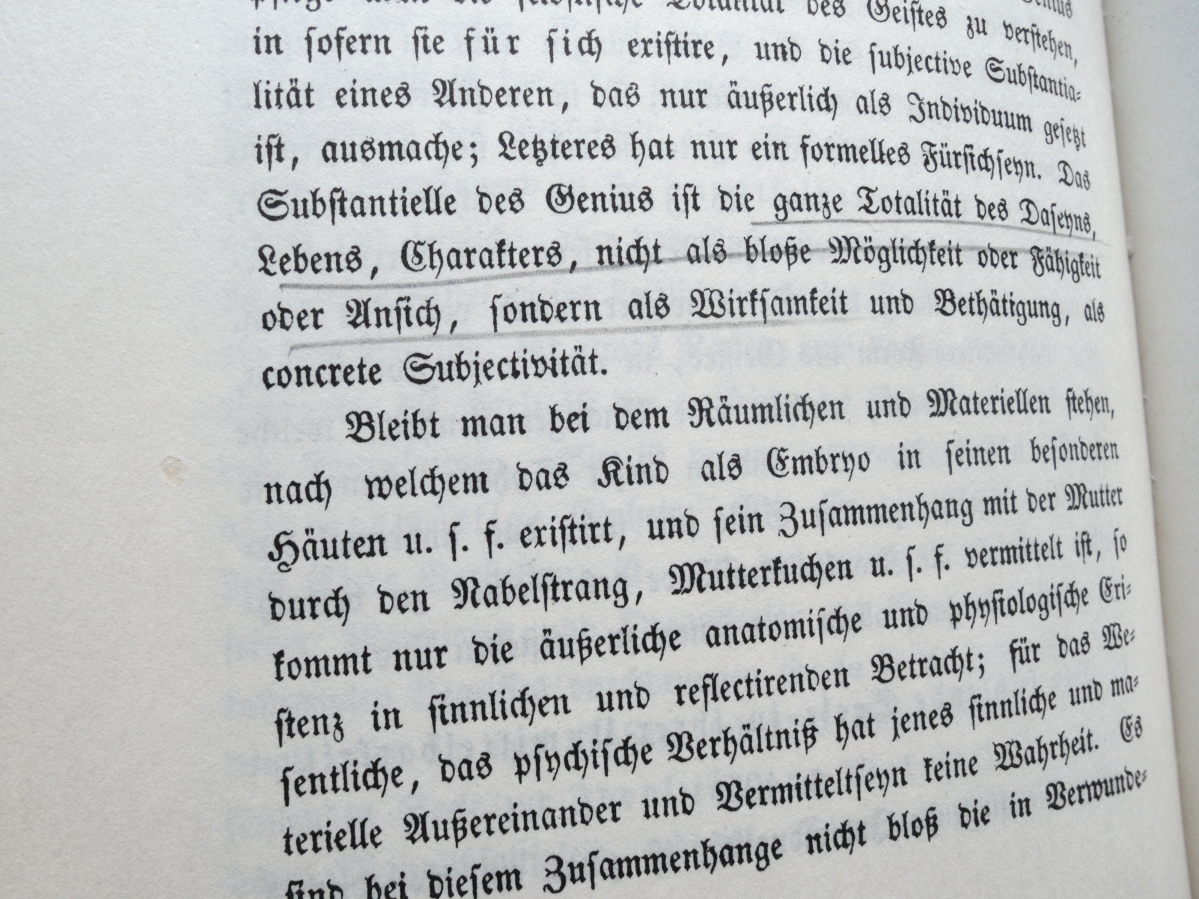 des Geistes zu verstehen,
in sofern sie für sich existire, und die subjective Substantia=
lität eines Anderen, das nur äußerlich als Individuum gesetzt
ist, ausmache; Letzteres hat nur ein formelles Fürsichseyn. Das
Substantielle des Genius ist die ganze Totalität des Daseyns,
Lebens, Charakters, nicht als bloße Möglichkeit oder Fähigkeit
oder Ansich, sondern als Wirksamkeit und Bethätigung, als
concrete Subjectivität.
Bleibt man bei dem Räumlichen und Materiellen stehen,
nach welchem das Kind als Embryo in seinen besonderen
Häuten u. s. f. existirt, und sein Zusammenhang mit der Mutter
durch den Nabelstrang, Mutterkuchen u. s. f. vermittelt ist, so
kommt nur die äußerliche anatomische und physiologische Exi=
stenz in sinnlichen und reflectirenden Betracht; für das We=
sentliche, das psychische Verhältniß hat jenes sinnliche und ma=
terielle Außereinander und Vermitteltseyn keine Wahrheit. Es
sind bei diesem Zusammenhange nicht bloß die in Verwunde=